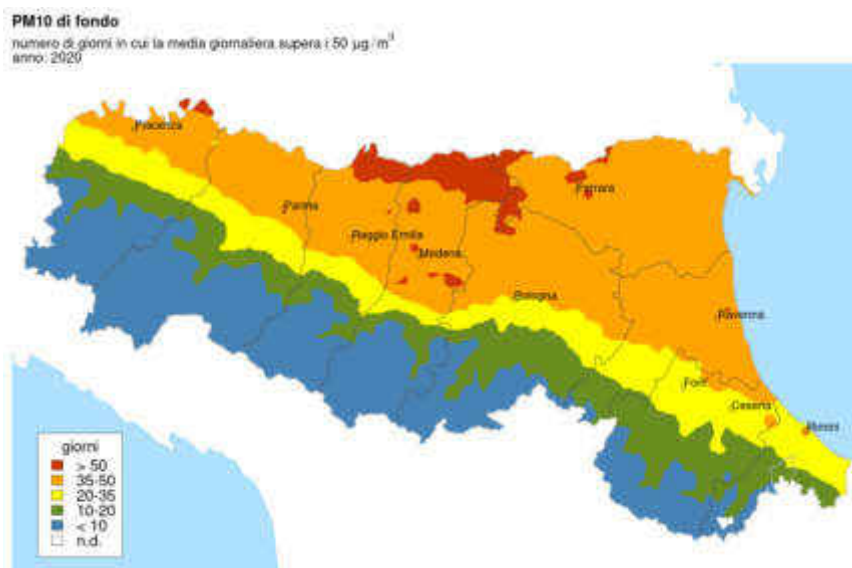 PM10 di fondo
numero di giorni in cui la media giornaliera supera i 50 µg/m³
anno: 2020
Piacenza
Parma
Ferrara
Reggio Emilia
Modena
Bologna
Ravenna
Forlì
Cesena
Rimini
giorni
> 50
35-50
20-35
10-20
< 10
n.d.